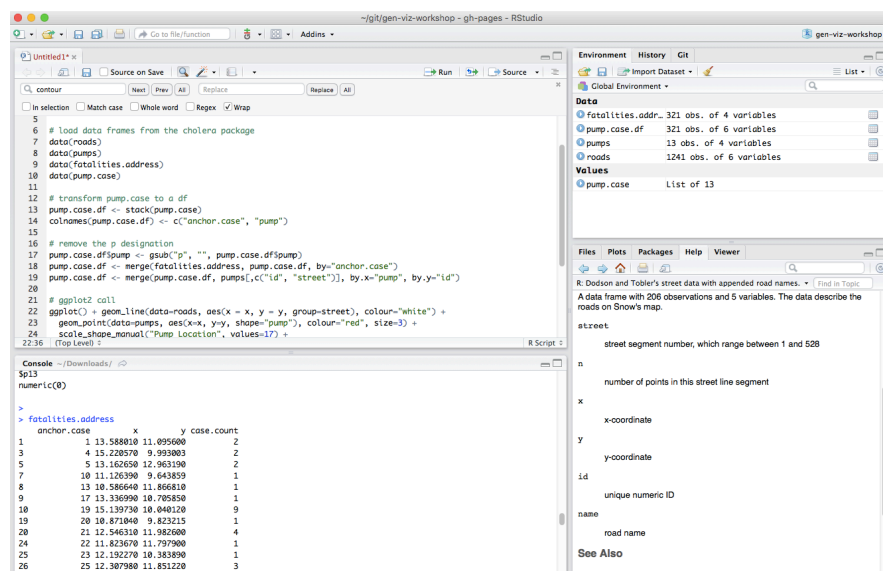 ~/git/gen-viz-workshop - gh-pages - RStudio
Go to file/function
Addins
gen-viz-workshop
Untitled1*
Source on Save
Run
Source
contour
Next
Prev
All
Replace
Replace
All
In selection
Match case
Whole word
Regex
Wrap
5
6 # load data frames from the cholera package
7 data(roads)
8 data(pumps)
9 data(fatalities.address)
10 data(pump.case)
11
12 # transform pump.case to a df
13 pump.case.df <- stack(pump.case)
14 colnames(pump.case.df) <- c("anchor.case", "pump")
15
16 # remove the p designation
17 pump.case.df$pump <- gsub("p", "", pump.case.df$pump)
18 pump.case.df <- merge(fatalities.address, pump.case.df, by="anchor.case")
19 pump.case.df <- merge(pump.case.df, pumps[,c("id", "street")], by.x="pump", by.y="id")
20
21 # ggplot2 call
22 ggplot() + geom_line(data=roads, aes(x = x, y = y, group=street), colour="white") +
23 geom_point(data=pumps, aes(x=x, y=y, shape="pump"), colour="red", size=3) +
24 scale_shape_manual("Pump Location", values=17) +
22:36 (Top Level)
R Script
Console ~/Downloads/
$p13
numeric(0)
>
> fatalities.address
anchor.case x y case.count
1 1 13.588010 11.095600 2
3 4 15.220570 9.993003 2
5 5 13.162650 12.963190 2
7 10 11.126390 9.643859 1
8 13 10.586640 11.866810 1
9 17 13.336990 10.705850 1
10 19 15.139730 10.040120 9
19 20 10.871040 9.823215 1
20 21 12.546310 11.982600 4
24 22 11.823670 11.797900 1
25 23 12.192270 10.383890 1
26 25 12.307980 11.851220 3
Environment
History
Git
Import Dataset
List
Global Environment
Data
fatalities.addr… 321 obs. of 4 variables
pump.case.df 321 obs. of 6 variables
pumps 13 obs. of 4 variables
roads 1241 obs. of 6 variables
Values
pump.case List of 13
Files
Plots
Packages
Help
Viewer
R: Dodson and Tobler's street data with appended road names.
Find in Topic
A data frame with 206 observations and 5 variables. The data describe the
roads on Snow's map.
street
street segment number, which range between 1 and 528
n
number of points in this street line segment
x
x-coordinate
y
y-coordinate
id
unique numeric ID
name
road name
See Also